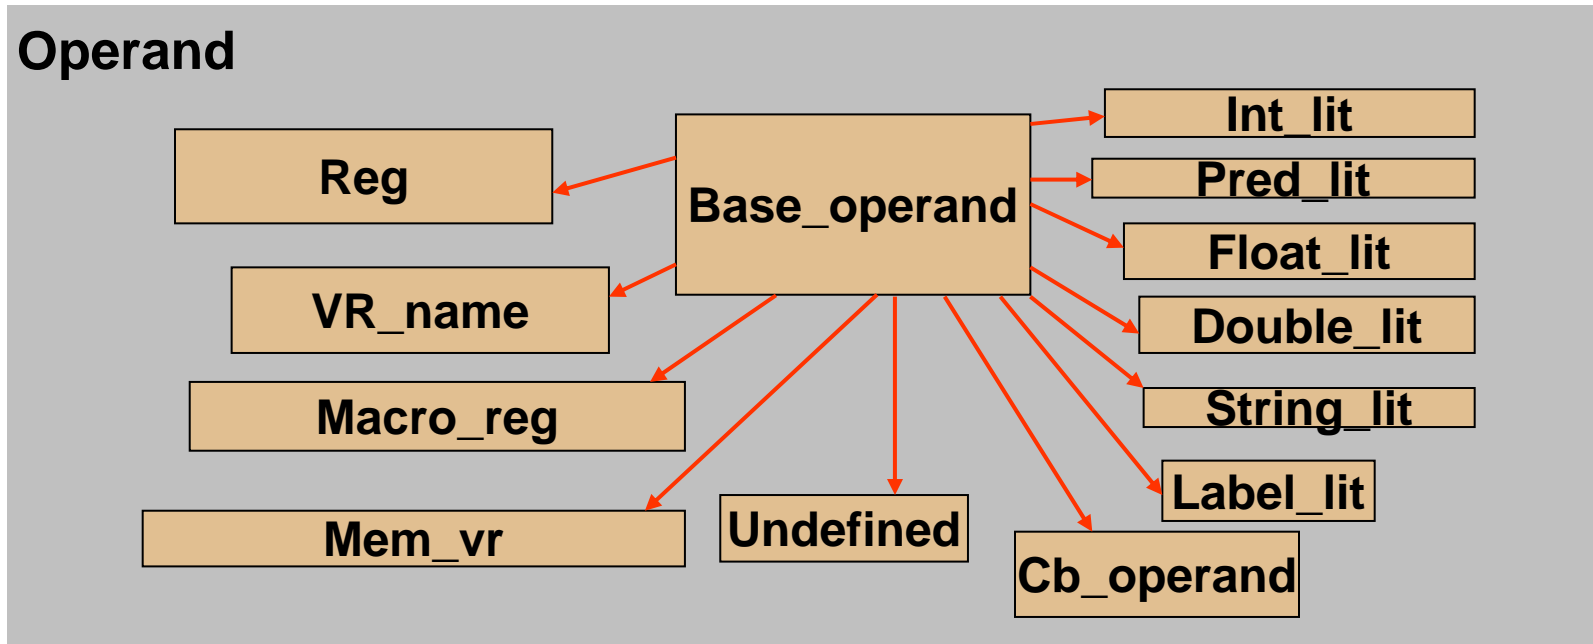 Operand
Int_lit
Reg
Base_operand
Pred_lit
Float_lit
VR_name
Double_lit
Macro_reg
String_lit
Label_lit
Mem_vr
Undefined
Cb_operand